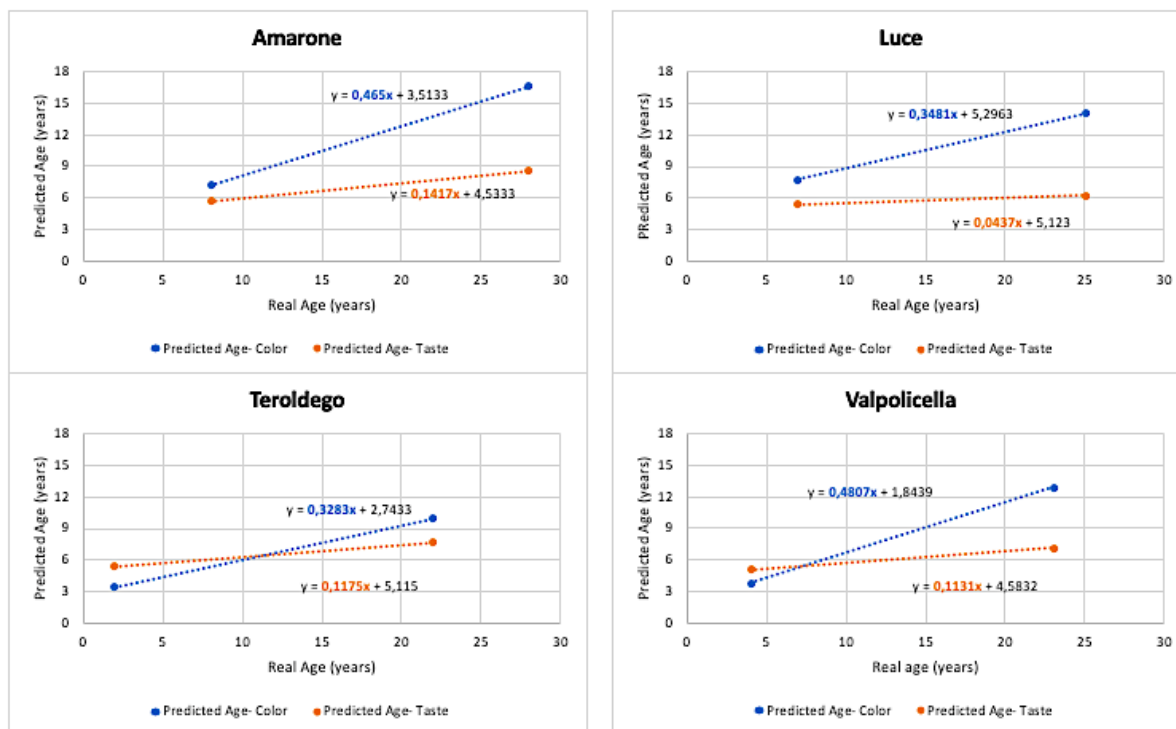 Amarone
Predicted Age (years)
18
15
12
9
6
3
0
y = 0,465x + 3,5133
y = 0,1417x + 4,5333
0 5 10 15 20 25 30
Real Age (years)
Predicted Age- Color Predicted Age- Taste
Luce
PRedicted Age (years)
18
15
12
9
6
3
0
y = 0,3481x + 5,2963
y = 0,0437x + 5,123
0 5 10 15 20 25 30
Real Age (years)
Predicted Age- Color Predicted Age- Taste
Teroldego
Predicted Age (years)
18
15
12
9
6
3
0
y = 0,3283x + 2,7433
y = 0,1175x + 5,115
0 5 10 15 20 25 30
Real Age (years)
Predicted Age- Color Predicted Age- Taste
Valpolicella
Predicted Age (years)
18
15
12
9
6
3
0
y = 0,4807x + 1,8439
y = 0,1131x + 4,5832
0 5 10 15 20 25 30
Real age (years)
Predicted Age- Color Predicted Age- Taste